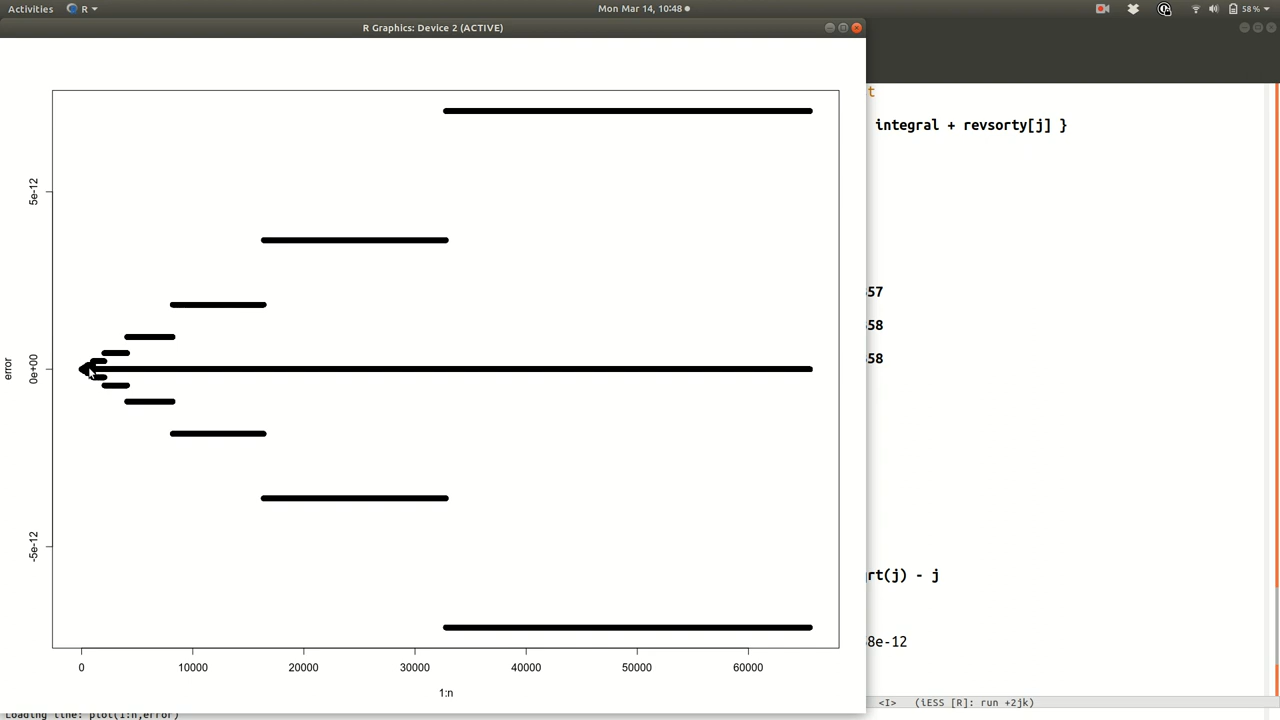 Activities R Mon Mar 14, 10:48 58 %
R Graphics: Device 2 (ACTIVE)
t
integral + revsorty[j] }
5e-12
57
58
error
0e+00
58
-5e-12
rt(j) - j
8e-12
0 10000 20000 30000 40000 50000 60000
1:n
<I> (iESS [R]: run +2jk)
Loading line: plot(1:n,error)